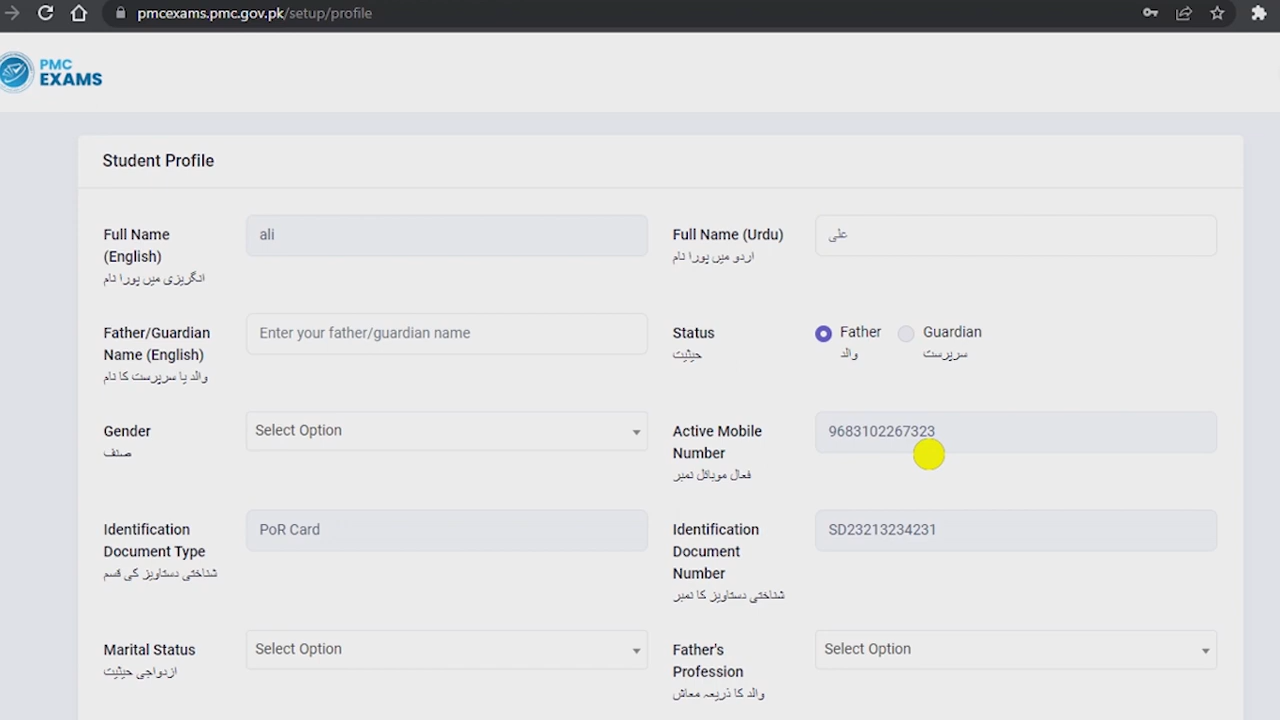 pmcexams.pmc.gov.pk/setup/profile
PMC
EXAMS
Student Profile
Full Name
(English)
انگریزی میں پورا نام
ali
Full Name (Urdu)
اردو میں پورا نام
علی
Father/Guardian
Name (English)
والد یا سرپرست کا نام
Enter your father/guardian name
Status
حیثیت
Father
والد
Guardian
سرپرست
Gender
صنف
Select Option
Active Mobile
Number
فعال موبائل نمبر
9683102267323
Identification
Document Type
شناختی دستاویز کی قسم
PoR Card
Identification
Document
Number
شناختی دستاویز کا نمبر
SD23213234231
Marital Status
ازدواجی حیثیت
Select Option
Father's
Profession
والد کا ذریعہ معاش
Select Option